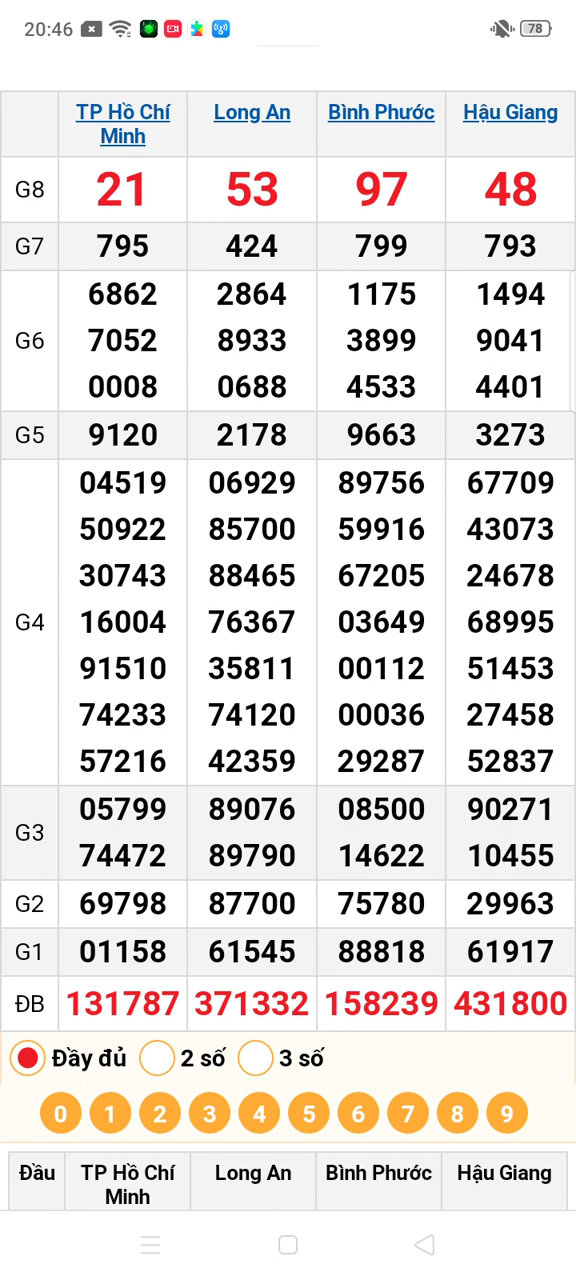 20:46 78
TP Hồ Chí Minh Long An Bình Phước Hậu Giang
G8 21 53 97 48
G7 795 424 799 793
6862 2864 1175 1494
G6 7052 8933 3899 9041
0008 0688 4533 4401
G5 9120 2178 9663 3273
04519 06929 89756 67709
50922 85700 59916 43073
30743 88465 67205 24678
G4 16004 76367 03649 68995
91510 35811 00112 51453
74233 74120 00036 27458
57216 42359 29287 52837
G3 05799 89076 08500 90271
74472 89790 14622 10455
G2 69798 87700 75780 29963
G1 01158 61545 88818 61917
ĐB 131787 371332 158239 431800
Đầy đủ 2 số 3 số
0 1 2 3 4 5 6 7 8 9
Đầu TP Hồ Chí Minh Long An Bình Phước Hậu Giang